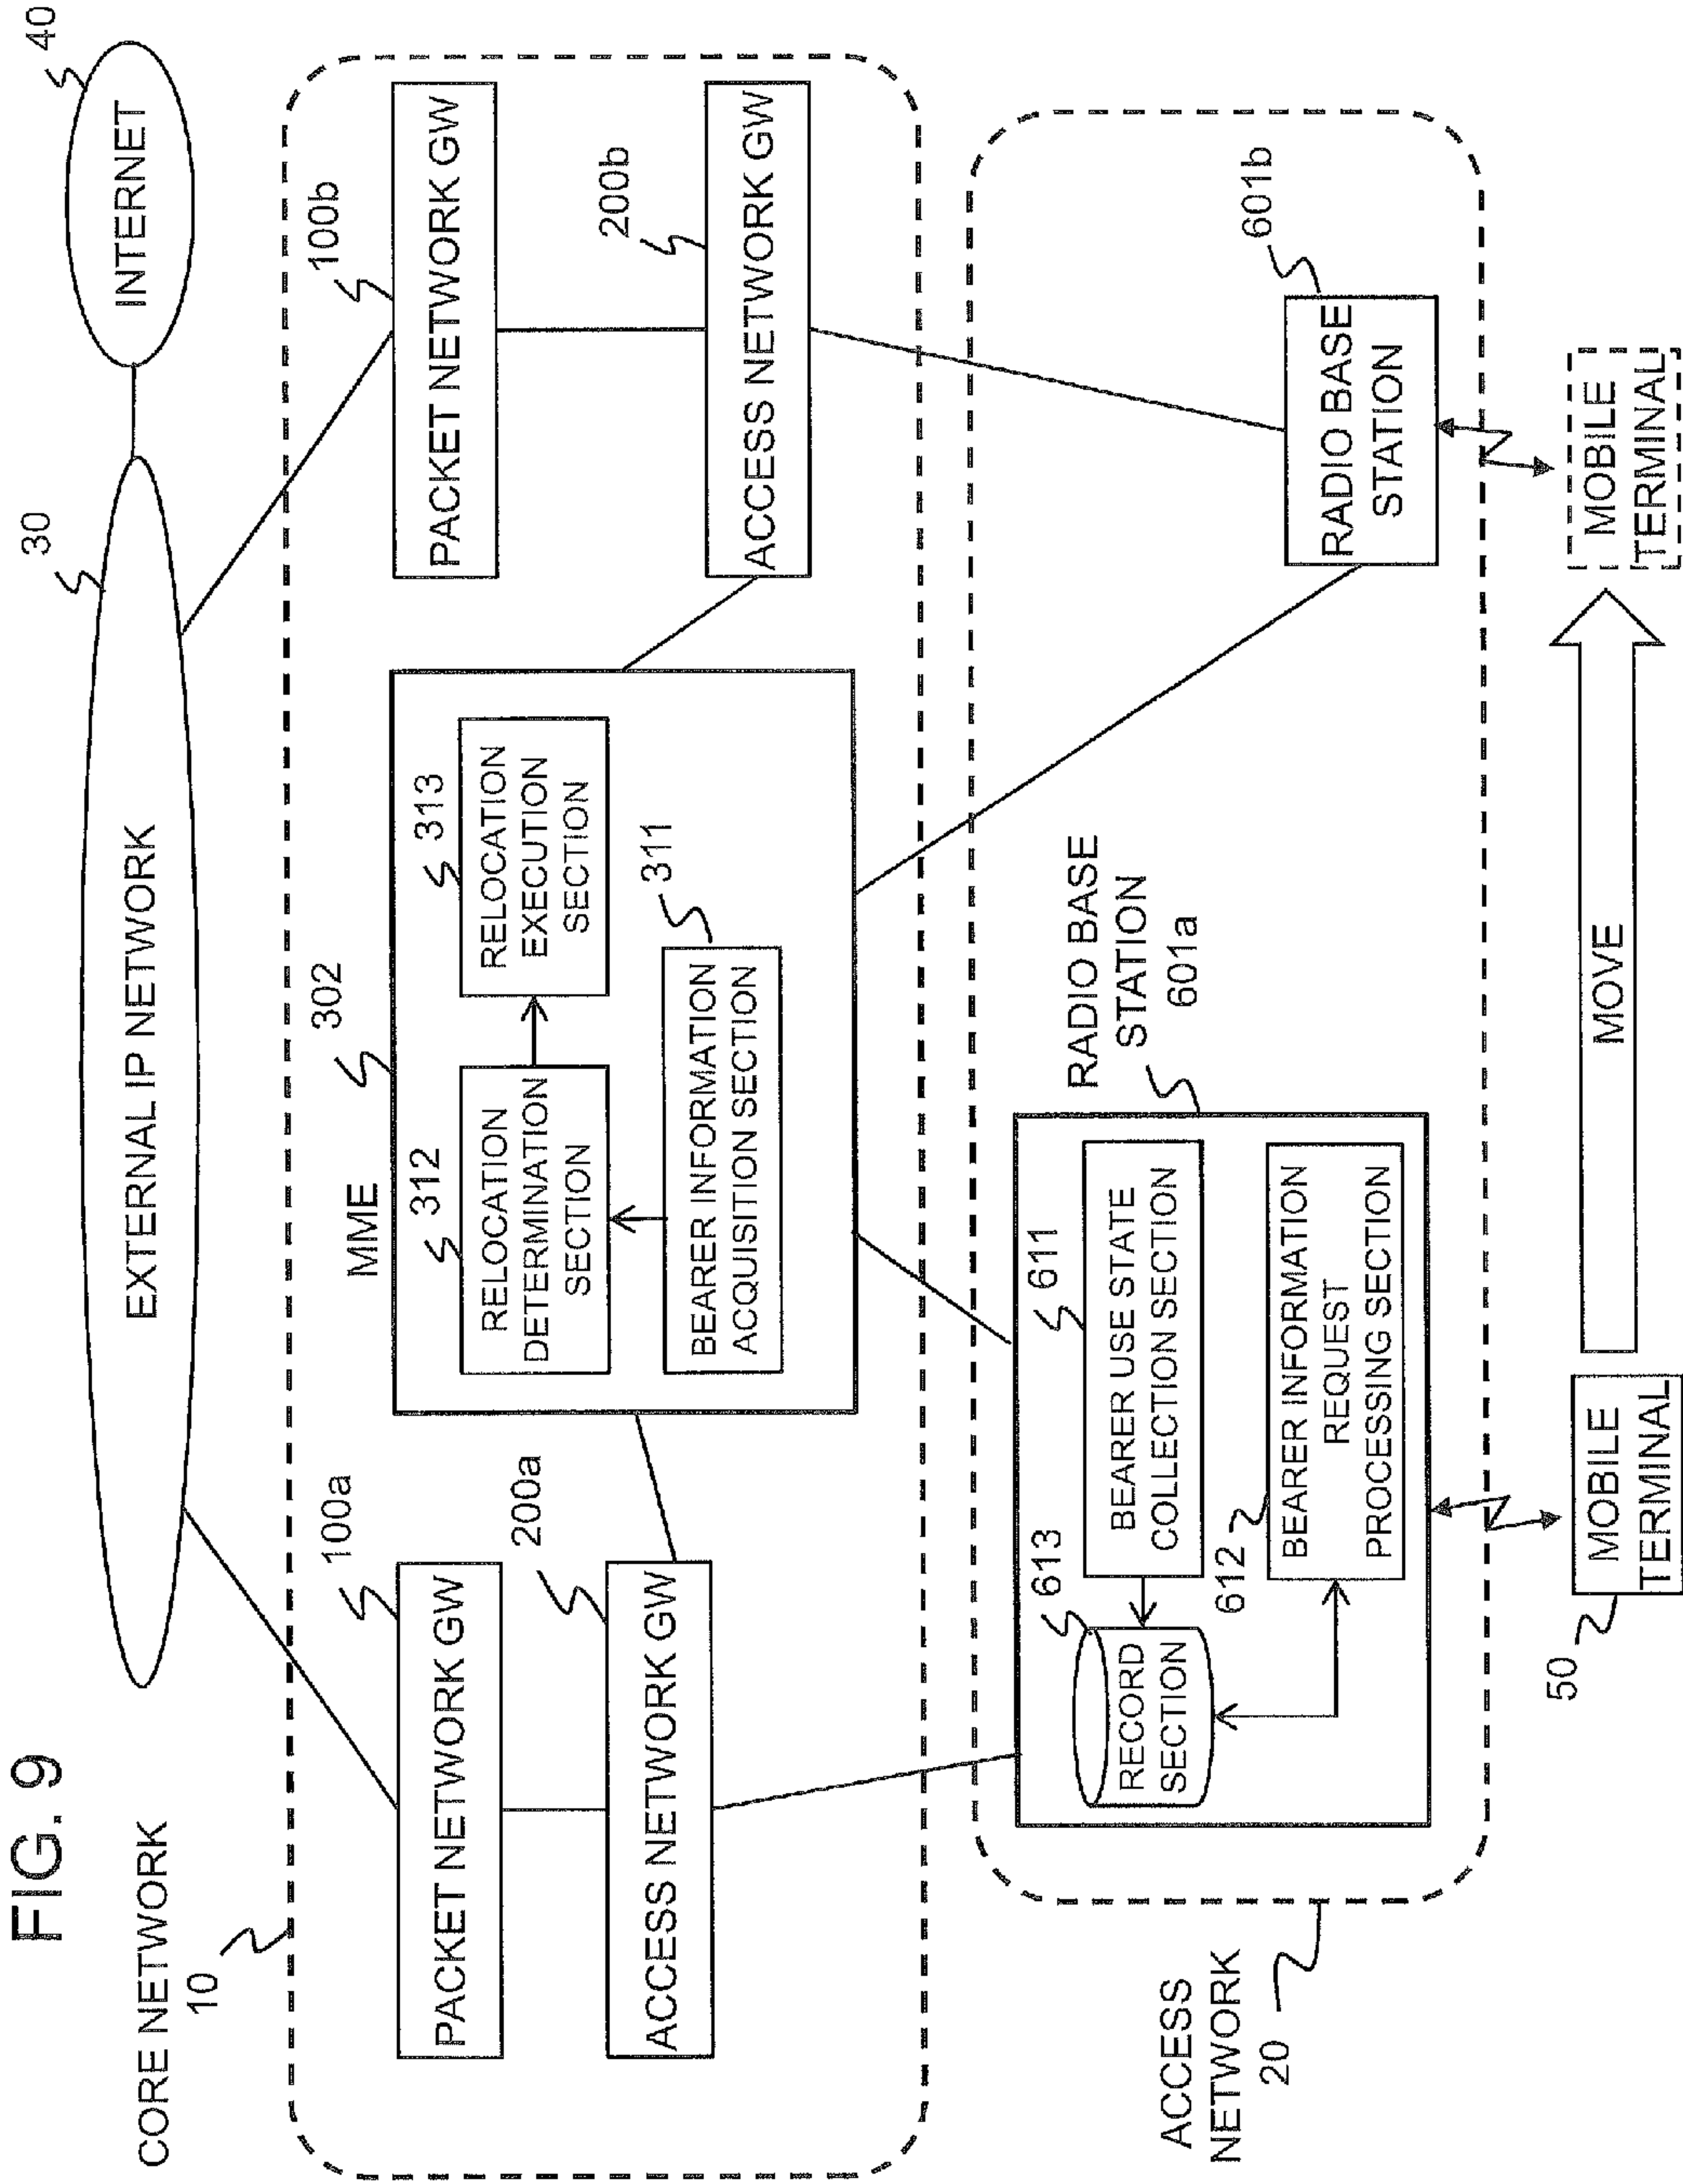 FIG. 9
EXTERNAL IP NETWORK
30
INTERNET
40
CORE NETWORK
10
100a
PACKET NETWORK GW
200a
ACCESS NETWORK GW
MME
302
312
RELOCATION
DETERMINATION
SECTION
313
RELOCATION
EXECUTION
SECTION
311
BEARER INFORMATION
ACQUISITION SECTION
100b
PACKET NETWORK GW
200b
ACCESS NETWORK GW
ACCESS
NETWORK
20
RADIO BASE
STATION
601a
613
RECORD
SECTION
611
BEARER USE STATE
COLLECTION SECTION
612
BEARER INFORMATION
REQUEST
PROCESSING SECTION
601b
RADIO BASE
STATION
50
MOBILE
TERMINAL
MOVE
MOBILE
TERMINAL